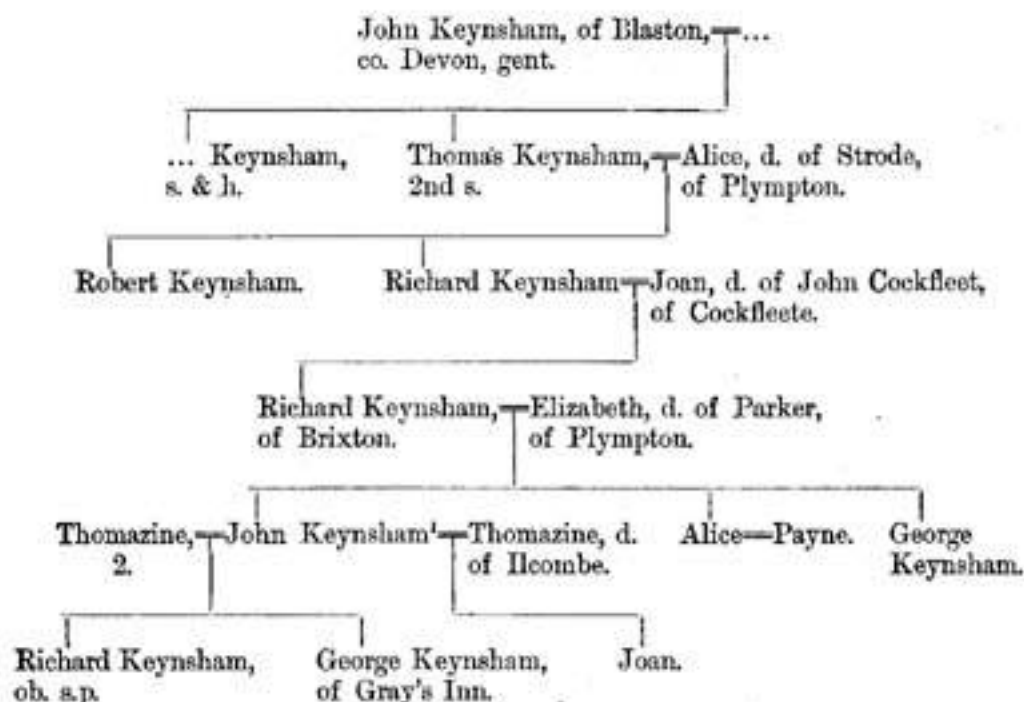 John Keynsham, of Blaston, ...
co. Devon, gent.
... Keynsham,
s. & h.
Thomas Keynsham,
2nd s.
Alice, d. of Strode,
of Plympton.
Robert Keynsham.
Richard Keynsham
Joan, d. of John Cockfleet,
of Cockfleete.
Richard Keynsham,
of Brixton.
Elizabeth, d. of Parker,
of Plympton.
Thomazine,
2.
John Keynsham¹
Thomazine, d.
of Ilcombe.
Alice
Payne.
George
Keynsham.
Richard Keynsham,
ob. s.p.
George Keynsham,
of Gray's Inn.
Joan.